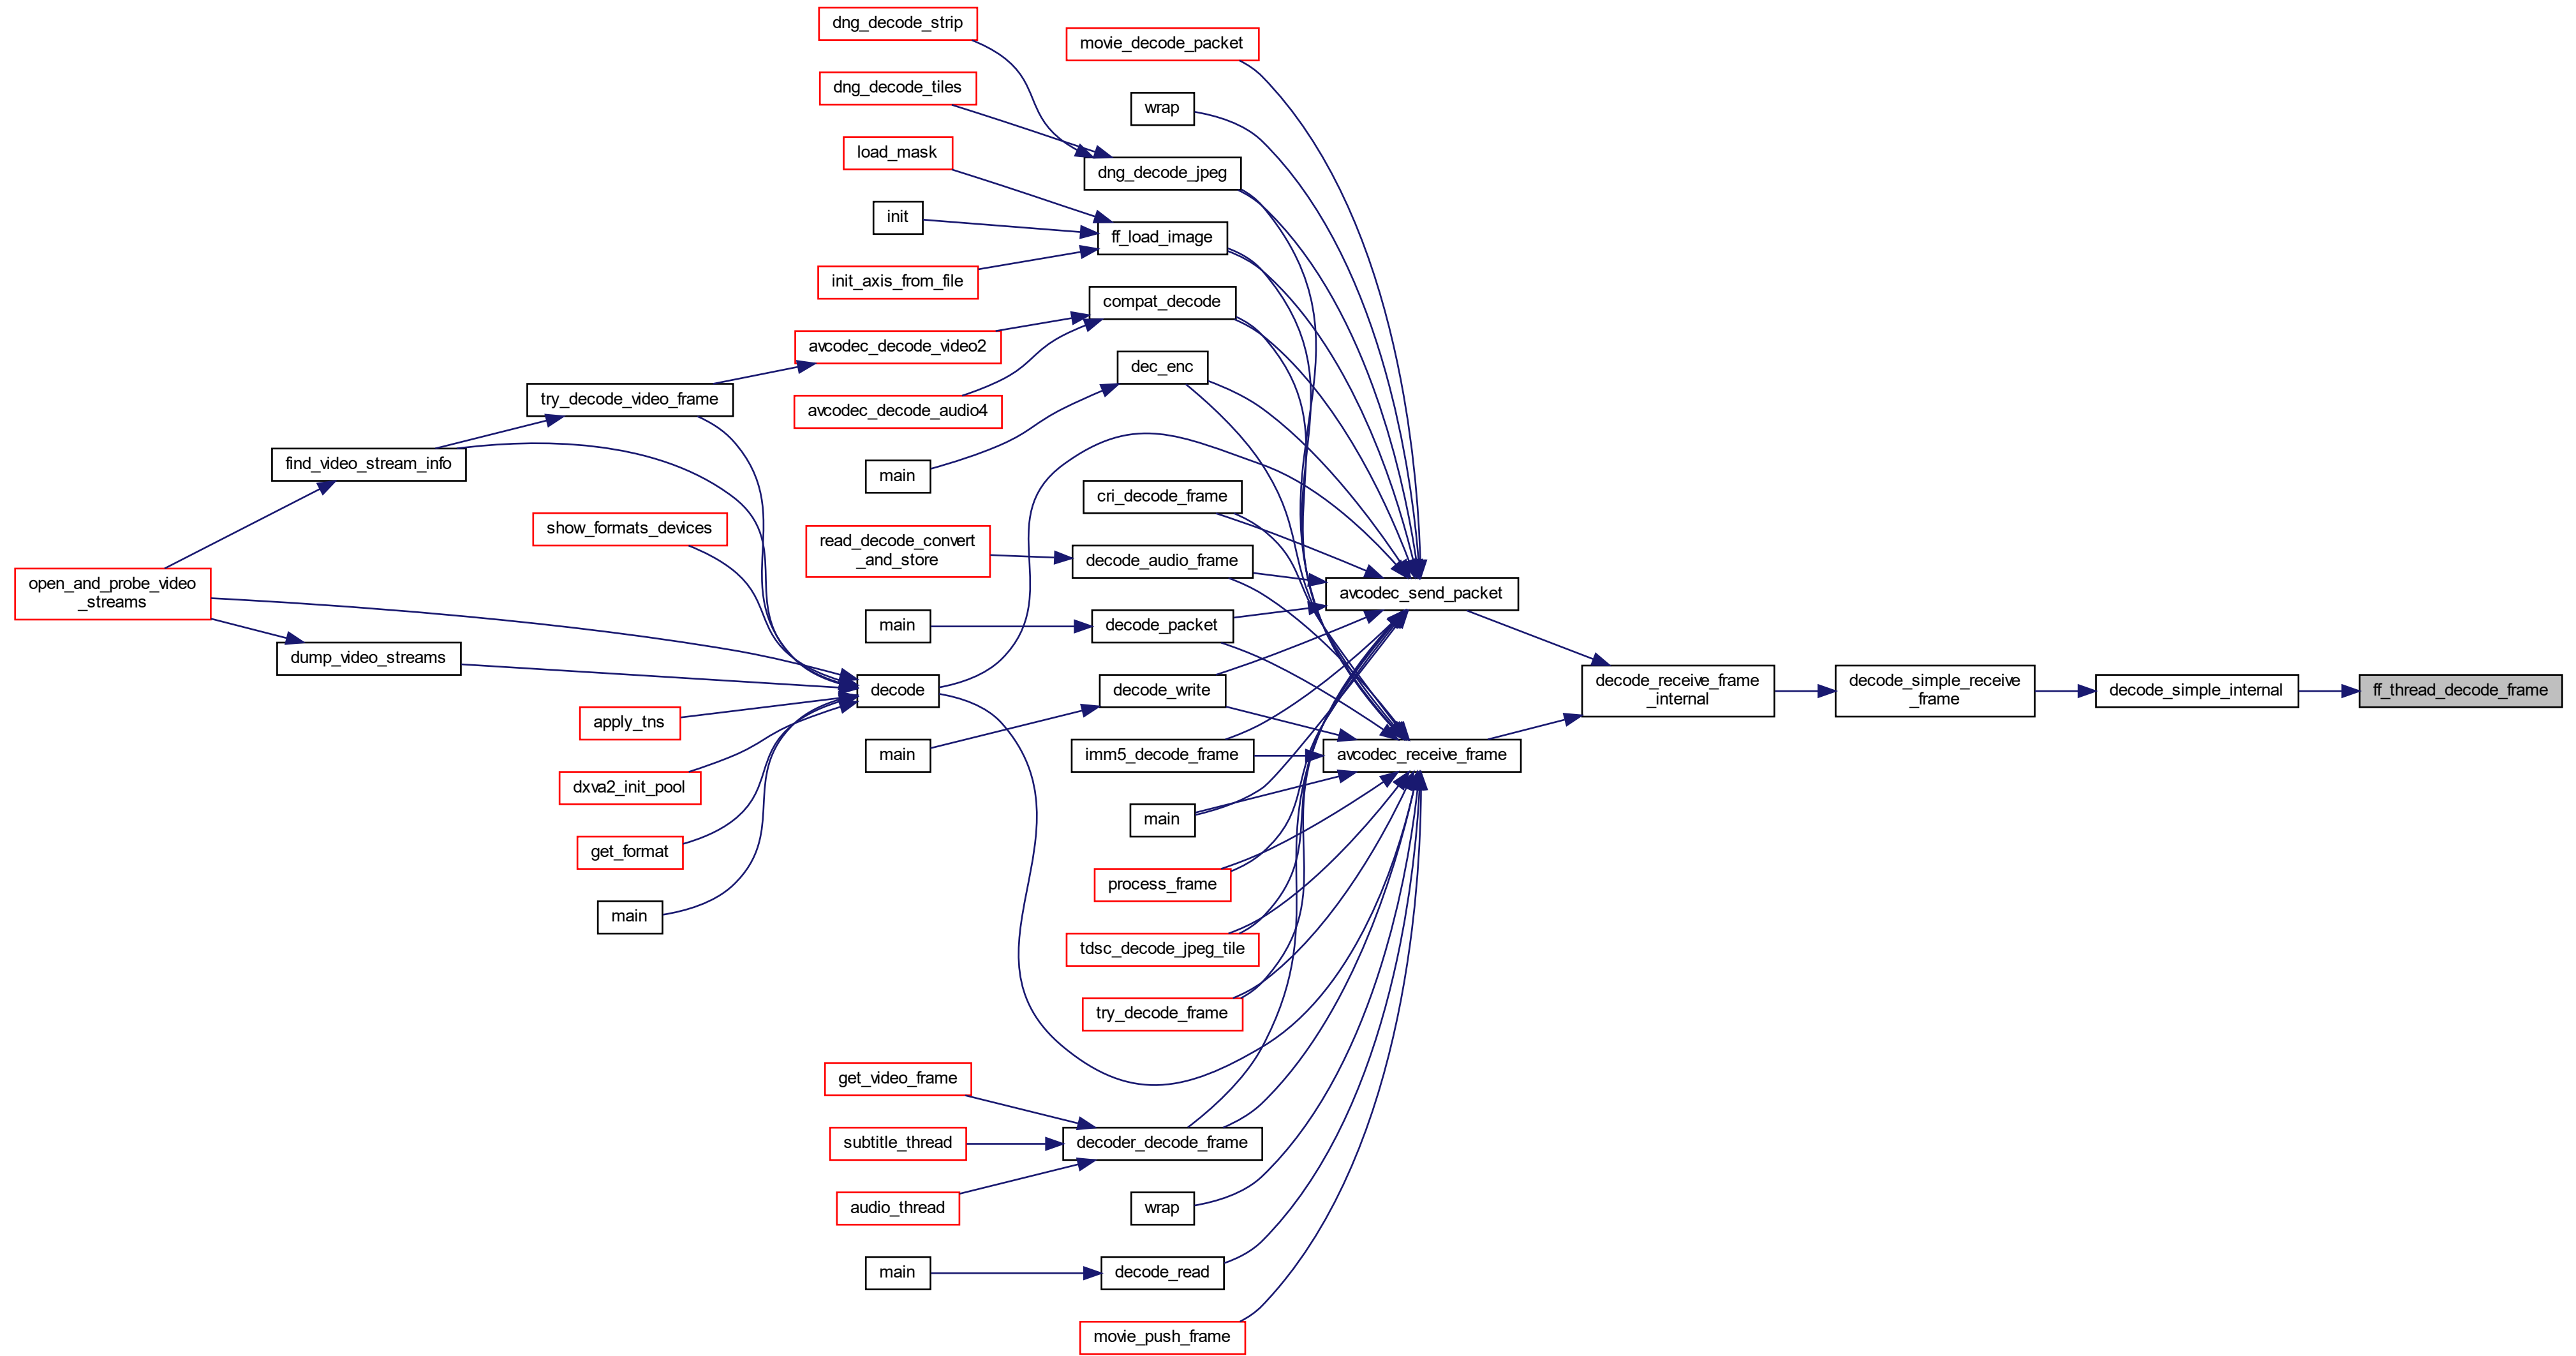 dng_decode_strip
movie_decode_packet
dng_decode_tiles
wrap
load_mask
dng_decode_jpeg
init
ff_load_image
init_axis_from_file
compat_decode
avcodec_decode_video2
dec_enc
try_decode_video_frame
avcodec_decode_audio4
find_video_stream_info
main
cri_decode_frame
show_formats_devices
read_decode_convert
_and_store
decode_audio_frame
open_and_probe_video
_streams
avcodec_send_packet
main
decode_packet
dump_video_streams
decode
decode_write
decode_receive_frame
_internal
decode_simple_receive
_frame
decode_simple_internal
ff_thread_decode_frame
apply_tns
main
imm5_decode_frame
avcodec_receive_frame
dxva2_init_pool
main
get_format
process_frame
main
tdsc_decode_jpeg_tile
try_decode_frame
get_video_frame
subtitle_thread
decoder_decode_frame
audio_thread
wrap
main
decode_read
movie_push_frame